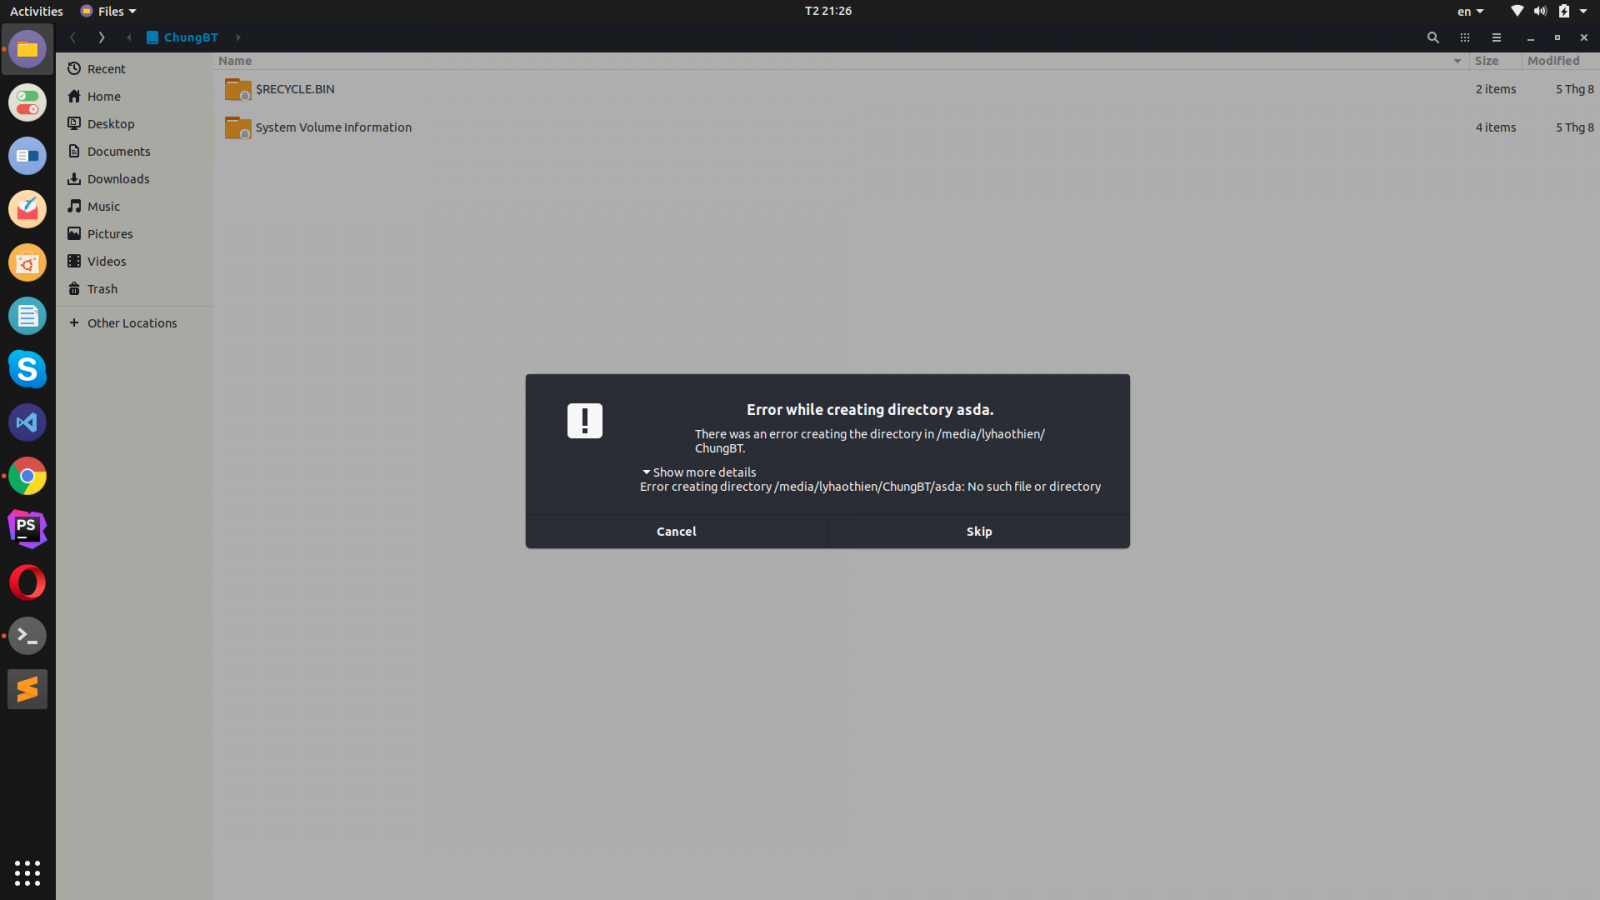 Activities Files T2 21:26 en
ChungBT
Name Size Modified
Recent
$RECYCLE.BIN 2 items 5 Thg 8
Home
Desktop
System Volume Information 4 items 5 Thg 8
Documents
Downloads
Music
Pictures
Videos
Trash
Other Locations
Error while creating directory asda.
There was an error creating the directory in /media/lyhaothien/
ChungBT.
Show more details
Error creating directory /media/lyhaothien/ChungBT/asda: No such file or directory
Cancel Skip
S
PS